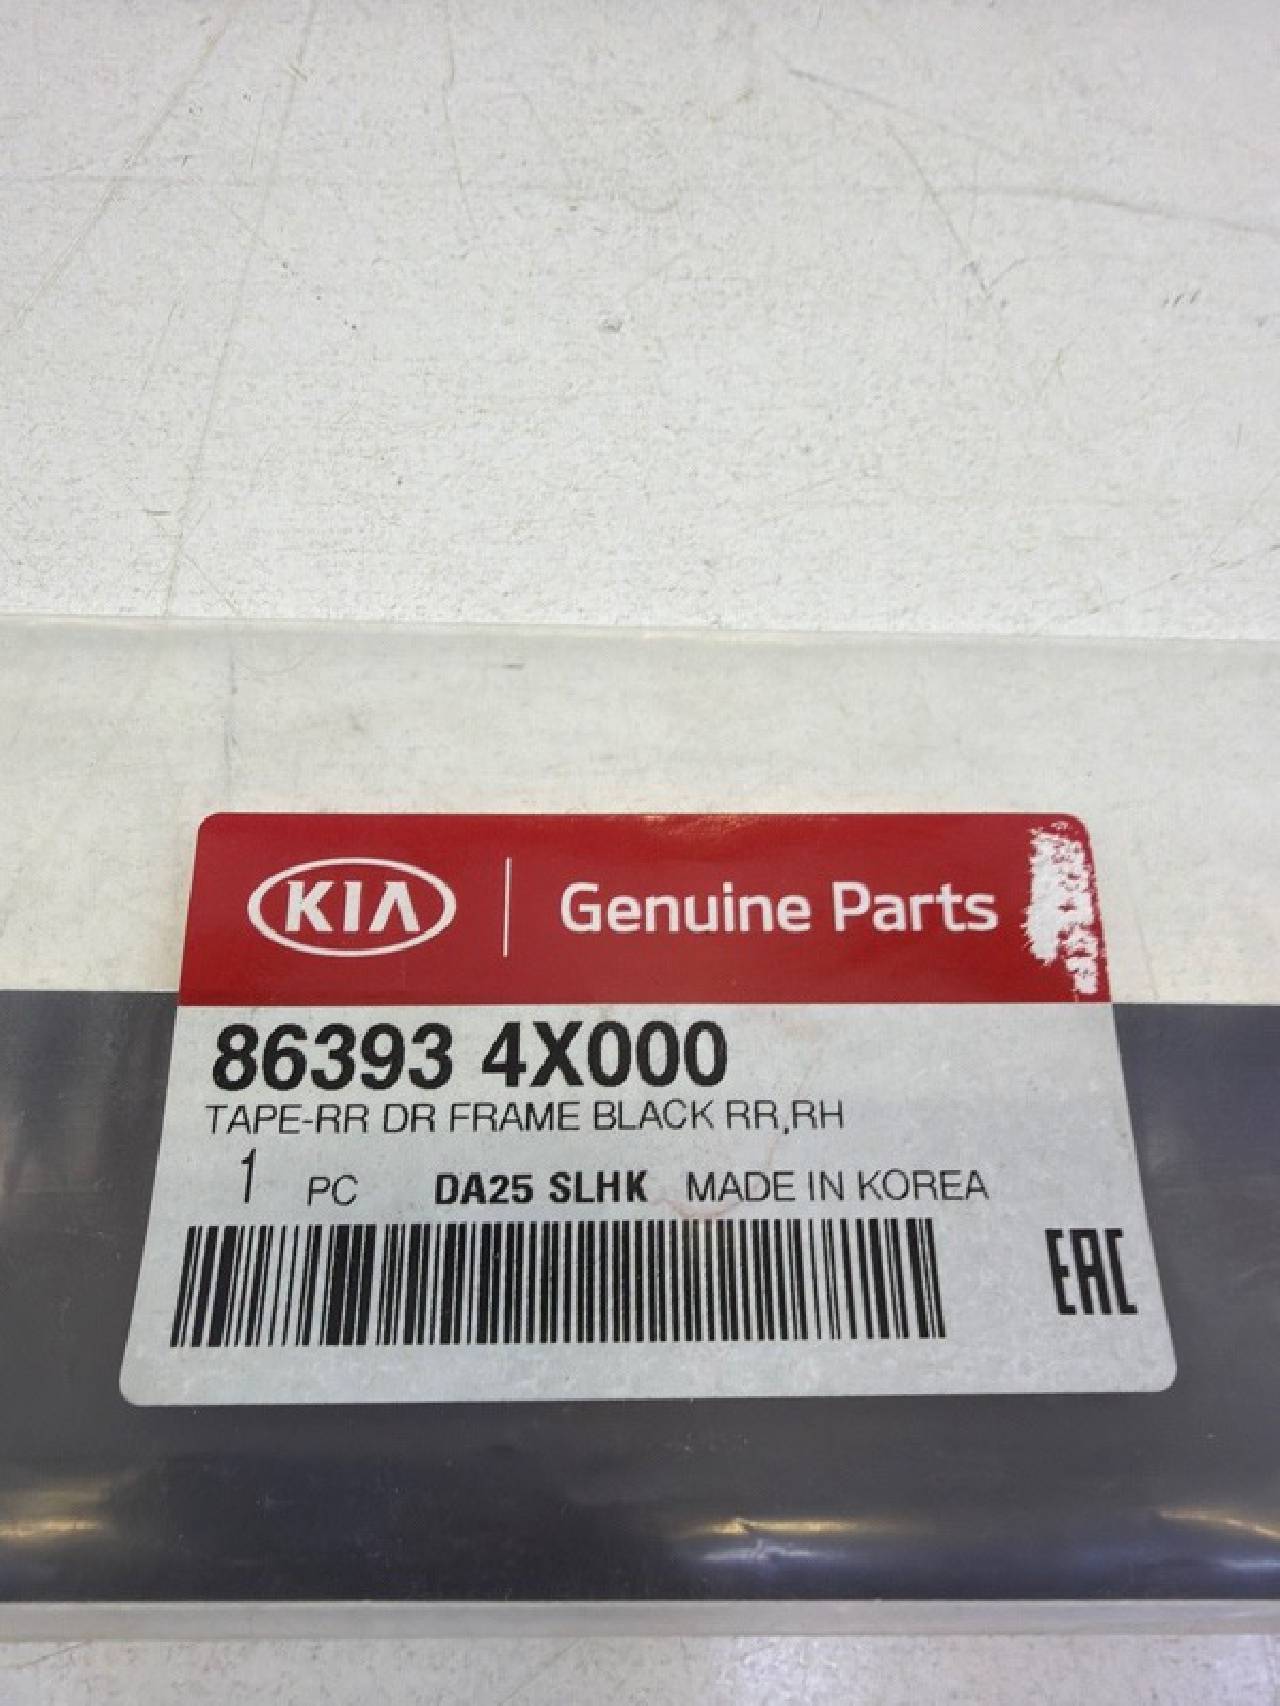 KIA Genuine Parts
86393 4X000
TAPE-RR DR FRAME BLACK RR,RH
1 PC DA25 SLHK MADE IN KOREA
EAC